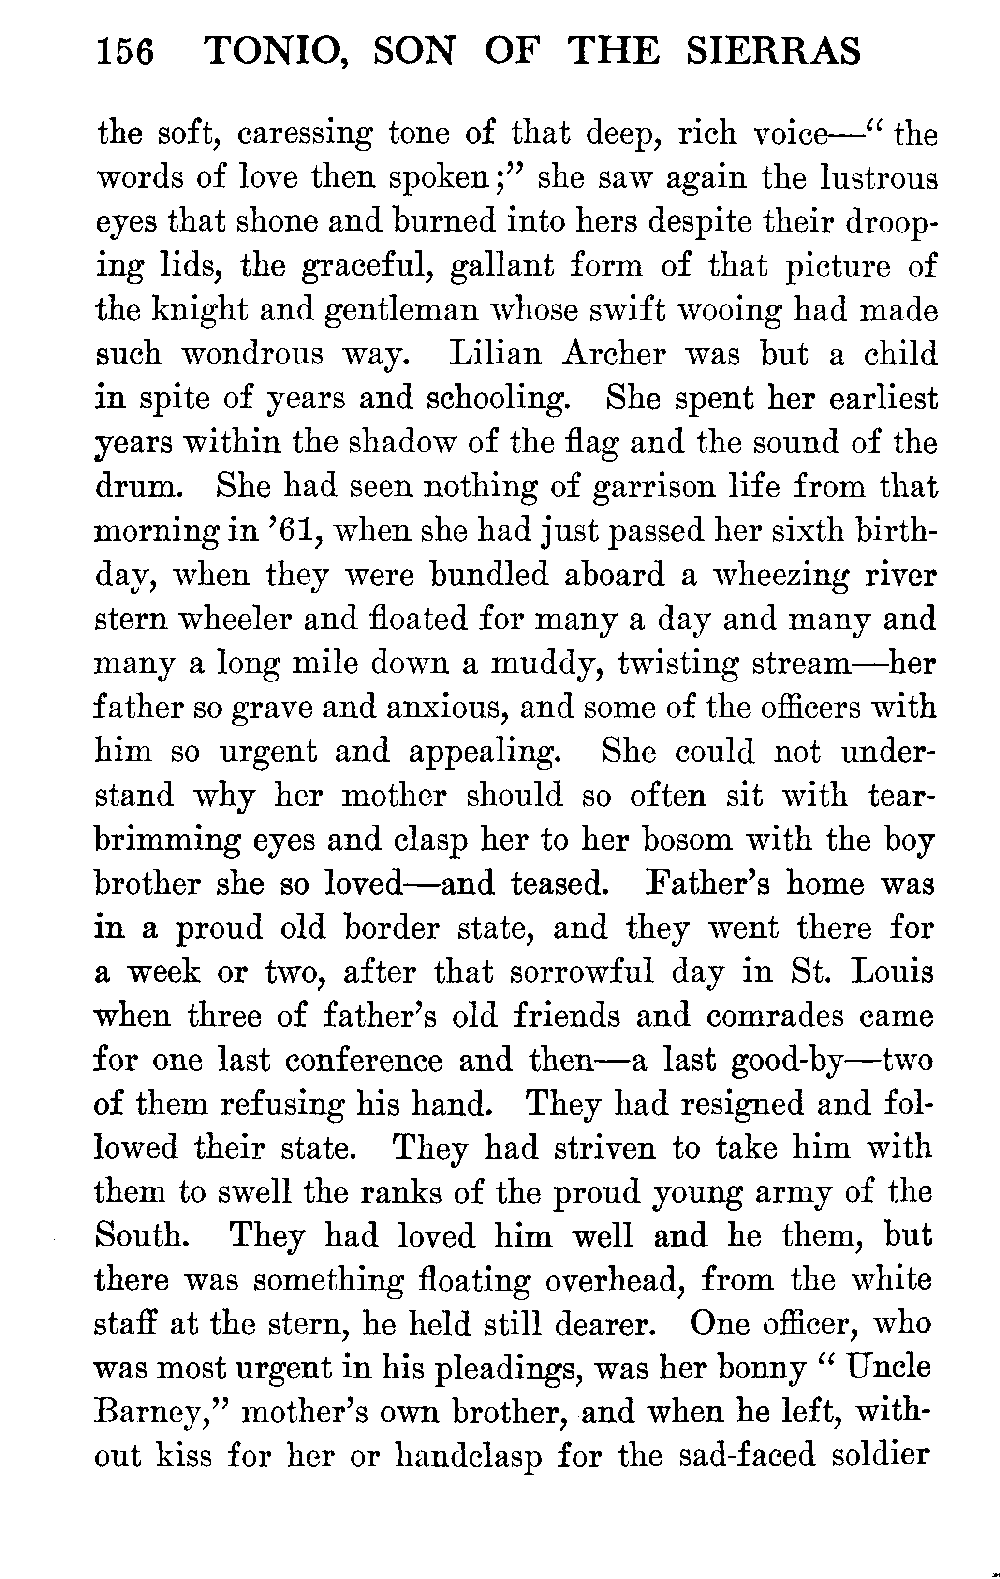 156 TONIO, SON OF THE SIERRAS
the soft, caressing tone of that deep, rich voice—“ the
words of love then spoken;” she saw again the lustrous
eyes that shone and burned into hers despite their droop-
ing lids, the graceful, gallant form of that picture of
the knight and gentleman whose swift wooing had made
such wondrous way. Lilian Archer was but a child
in spite of years and schooling. She spent her earliest
years within the shadow of the flag and the sound of the
drum. She had seen nothing of garrison life from that
morning in ’61, when she had just passed her sixth birth-
day, when they were bundled aboard a wheezing river
stern wheeler and floated for many a day and many and
many a long mile down a muddy, twisting stream—her
father so grave and anxious, and some of the officers with
him so urgent and appealing. She could not under-
stand why her mother should so often sit with tear-
brimming eyes and clasp her to her bosom with the boy
brother she so loved—and teased. Father’s home was
in a proud old border state, and they went there for
a week or two, after that sorrowful day in St. Louis
when three of father’s old friends and comrades came
for one last conference and then—a last good-by—two
of them refusing his hand. They had resigned and fol-
lowed their state. They had striven to take him with
them to swell the ranks of the proud young army of the
South. They had loved him well and he them, but
there was something floating overhead, from the white
staff at the stern, he held still dearer. One officer, who
was most urgent in his pleadings, was her bonny “ Uncle
Barney,” mother’s own brother, and when he left, with-
out kiss for her or handclasp for the sad-faced soldier